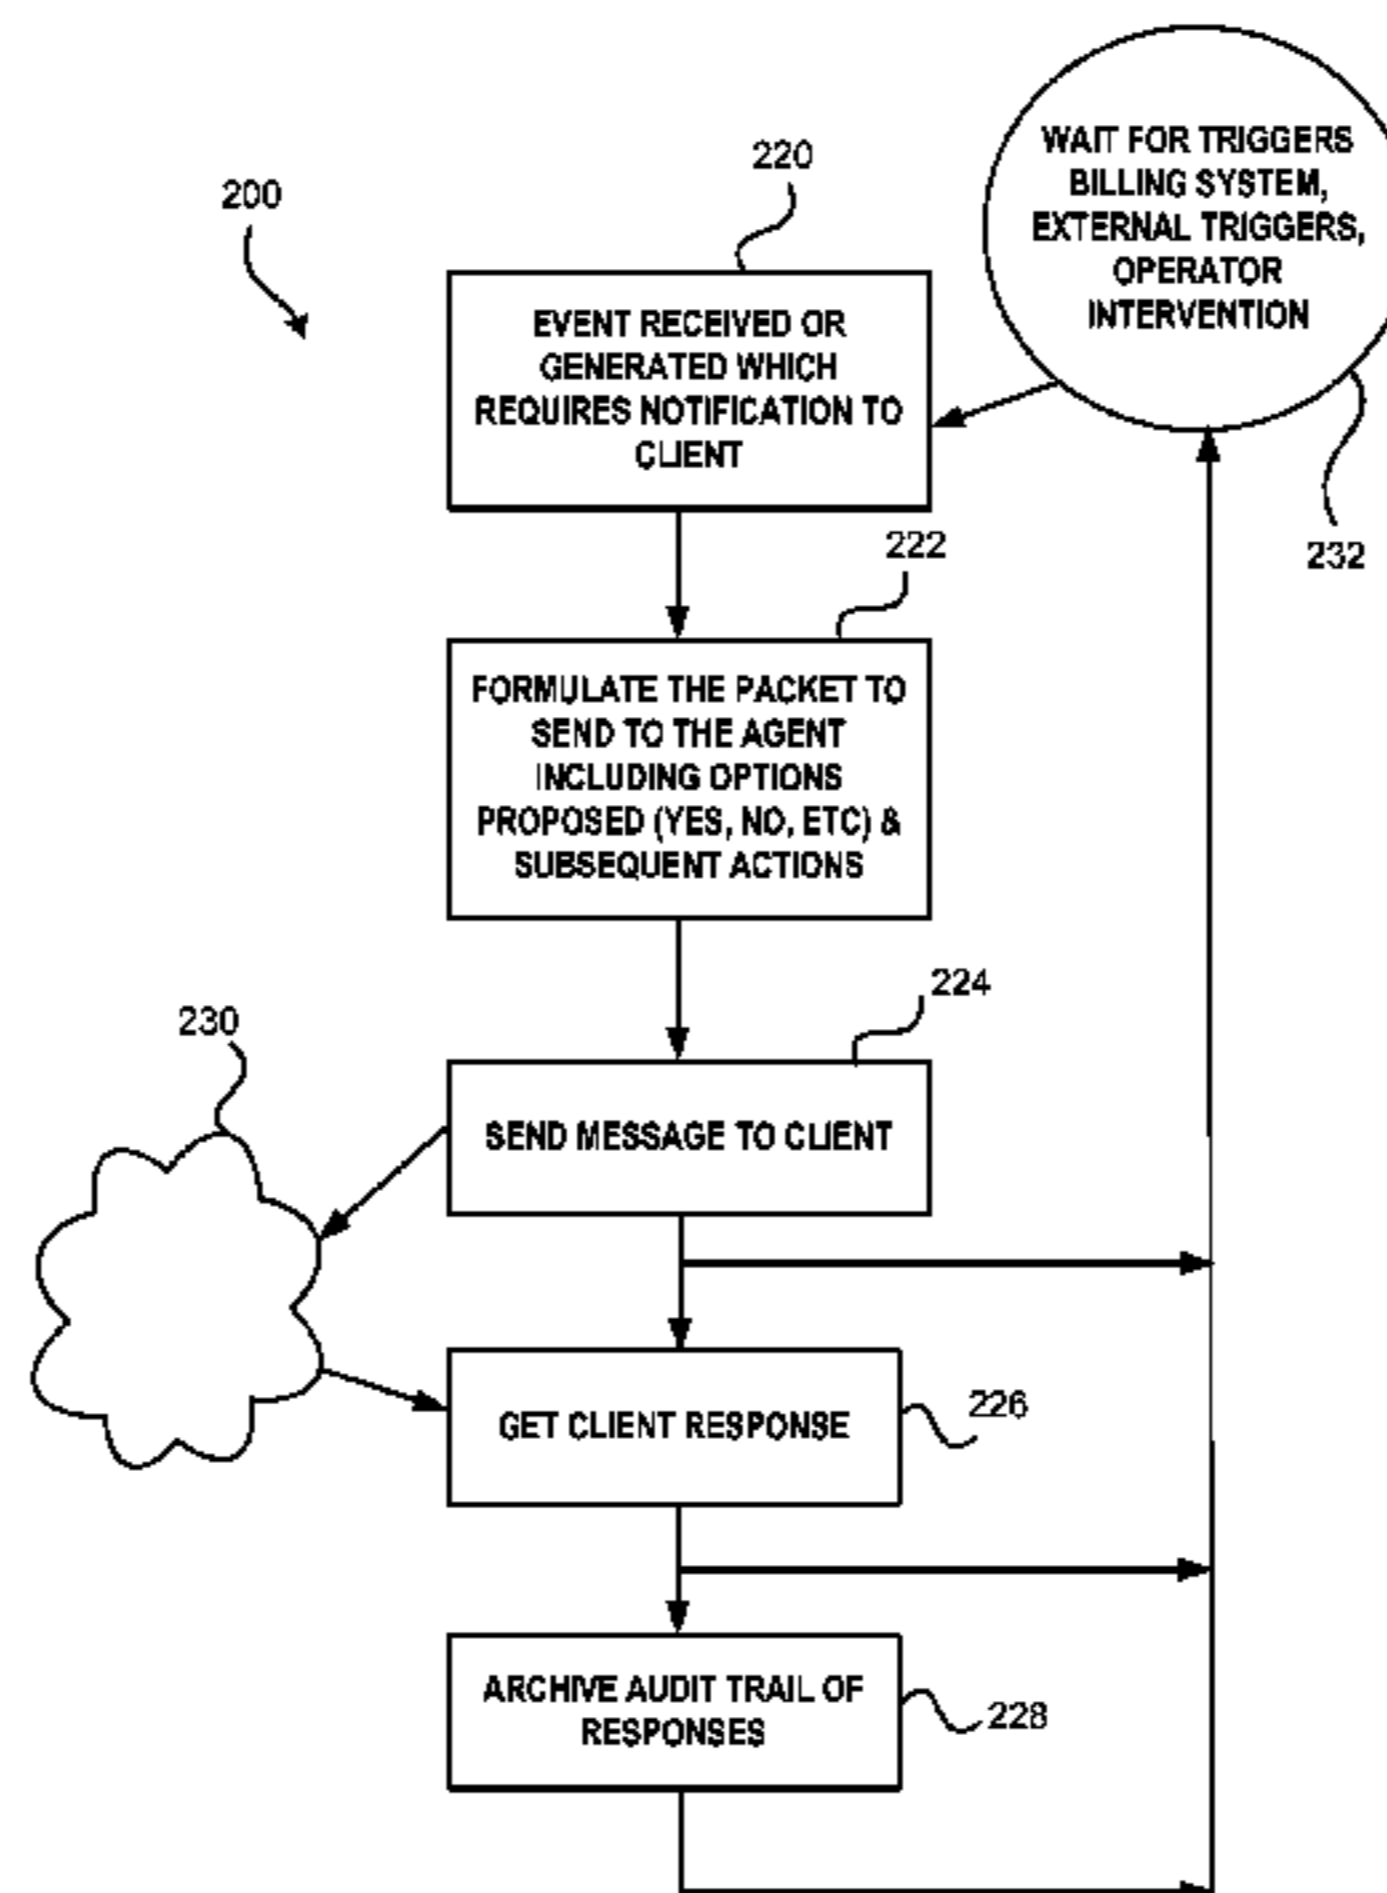 220
200
WAIT FOR TRIGGERS
BILLING SYSTEM,
EXTERNAL TRIGGERS,
OPERATOR
INTERVENTION
EVENT RECEIVED OR
GENERATED WHICH
REQUIRES NOTIFICATION TO
CLIENT
232
222
FORMULATE THE PACKET TO
SEND TO THE AGENT
INCLUDING OPTIONS
PROPOSED (YES, NO, ETC) &
SUBSEQUENT ACTIONS
224
230
SEND MESSAGE TO CLIENT
226
GET CLIENT RESPONSE
ARCHIVE AUDIT TRAIL OF
RESPONSES
228